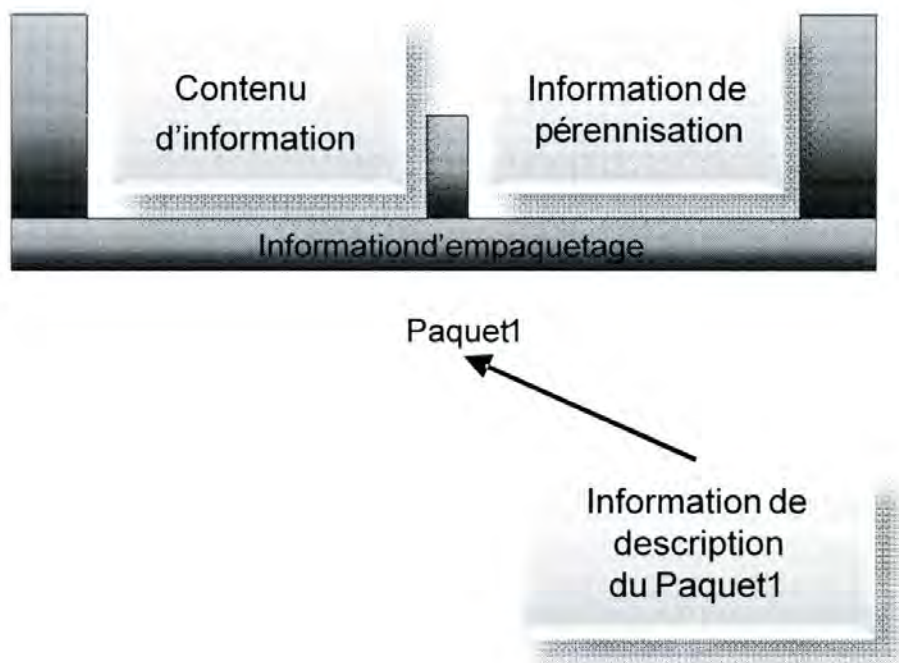 Contenu
d'information
Information de
pérennisation
Informationd'empaquetage
Paquet1
Information de
description
du Paquet1